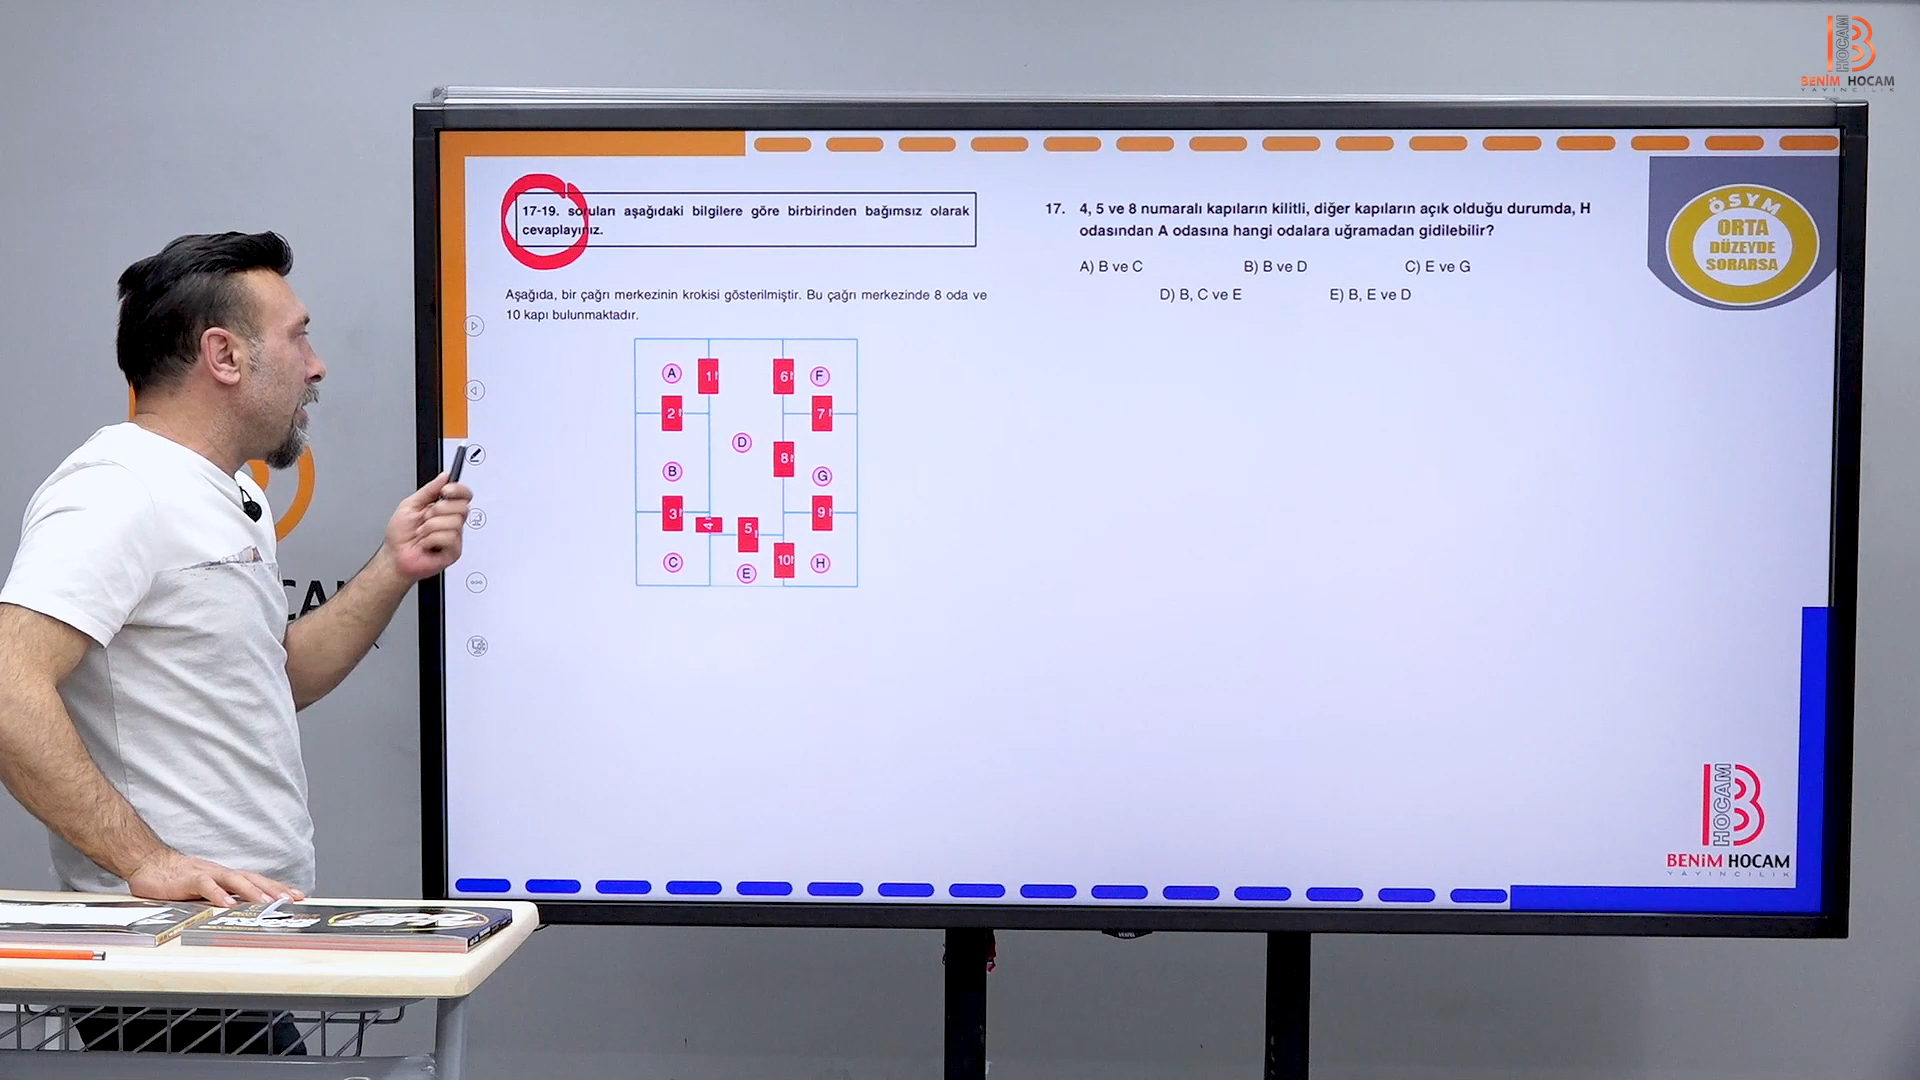 BENİM HOCAM
YAYINCILIK
17-19. soruları aşağıdaki bilgilere göre birbirinden bağımsız olarak
cevaplayınız.
Aşağıda, bir çağrı merkezinin krokisi gösterilmiştir. Bu çağrı merkezinde 8 oda ve
10 kapı bulunmaktadır.
A 1 6 F
2 7
D
8
B G
3 9
4 5
10
C E H
17. 4, 5 ve 8 numaralı kapıların kilitli, diğer kapıların açık olduğu durumda, H
odasından A odasına hangi odalara uğramadan gidilebilir?
A) B ve C B) B ve D C) E ve G
D) B, C ve E E) B, E ve D
ÖSYM
ORTA
DÜZEYDE
SORARSA
HOCAM
BENİM HOCAM
YAYINCILIK